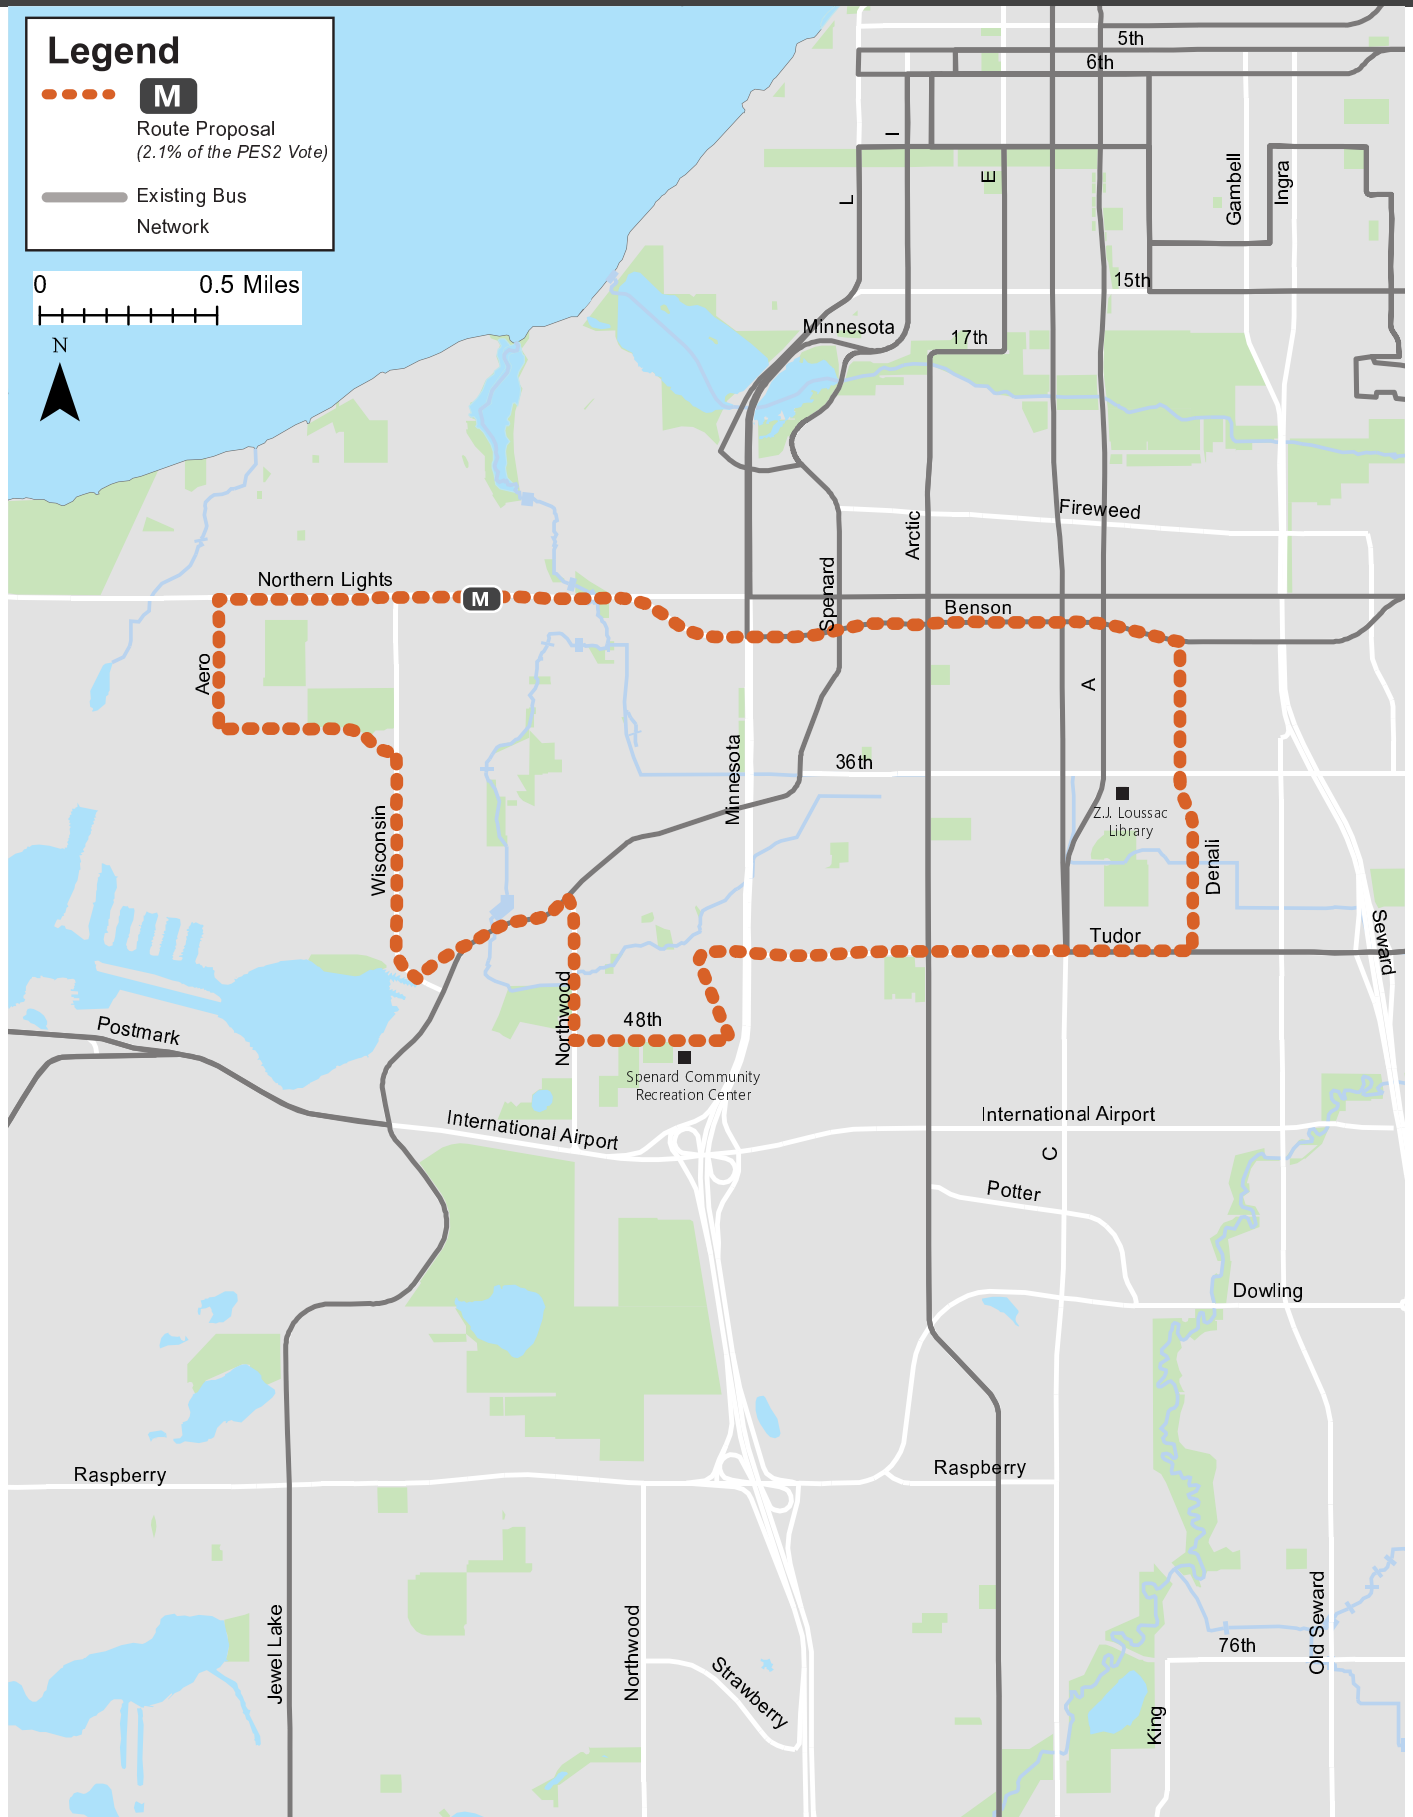 Legend
M
Route Proposal
(2.1% of the PES2 Vote)
Existing Bus
Network
0 0.5 Miles
N
5th
6th
I
L
E
Gambell
Ingra
15th
Minnesota
17th
Fireweed
Arctic
Spenard
Northern Lights
M
Benson
Aero
A
Minnesota
36th
Z.J. Loussac
Library
Wisconsin
Denali
Tudor
Seward
Northwood
48th
Postmark
Spenard Community
Recreation Center
International Airport
International Airport
C
Potter
Dowling
Raspberry
Raspberry
Jewel Lake
Northwood
Strawberry
Old Seward
76th
King